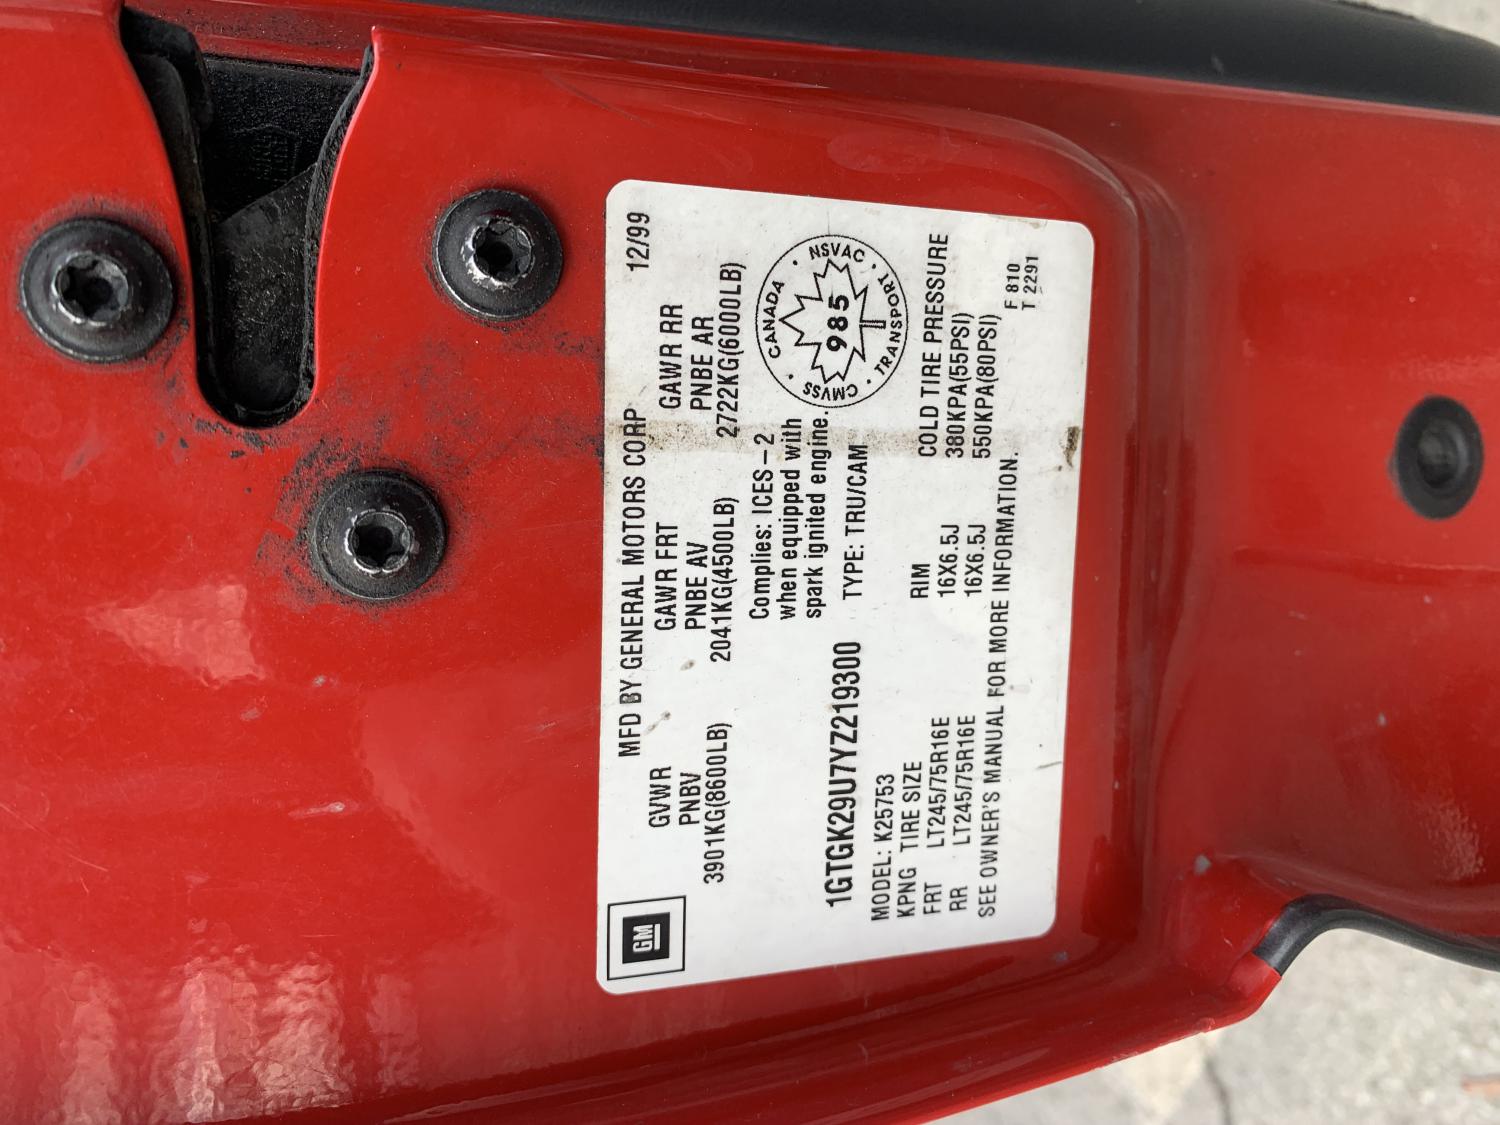 GM
MFD BY GENERAL MOTORS CORP 12/99
GVWR GAWR FRT GAWR RR
PNBV PNBE AV PNBE AR
3901KG(8600LB) 2041KG(4500LB) 2722KG(6000LB)
Complies: ICES-2
when equipped with
spark ignited engine.
CANADA · NSVAC · TRANSPORT · CMVSS ·
985
1GTGK29U7YZ219300 TYPE: TRU/CAM
MODEL: K25753
KPNG TIRE SIZE RIM COLD TIRE PRESSURE
FRT LT245/75R16E 16X6.5J 380KPA(55PSI)
RR LT245/75R16E 16X6.5J 550KPA(80PSI)
SEE OWNER'S MANUAL FOR MORE INFORMATION.
F 810
T 2291